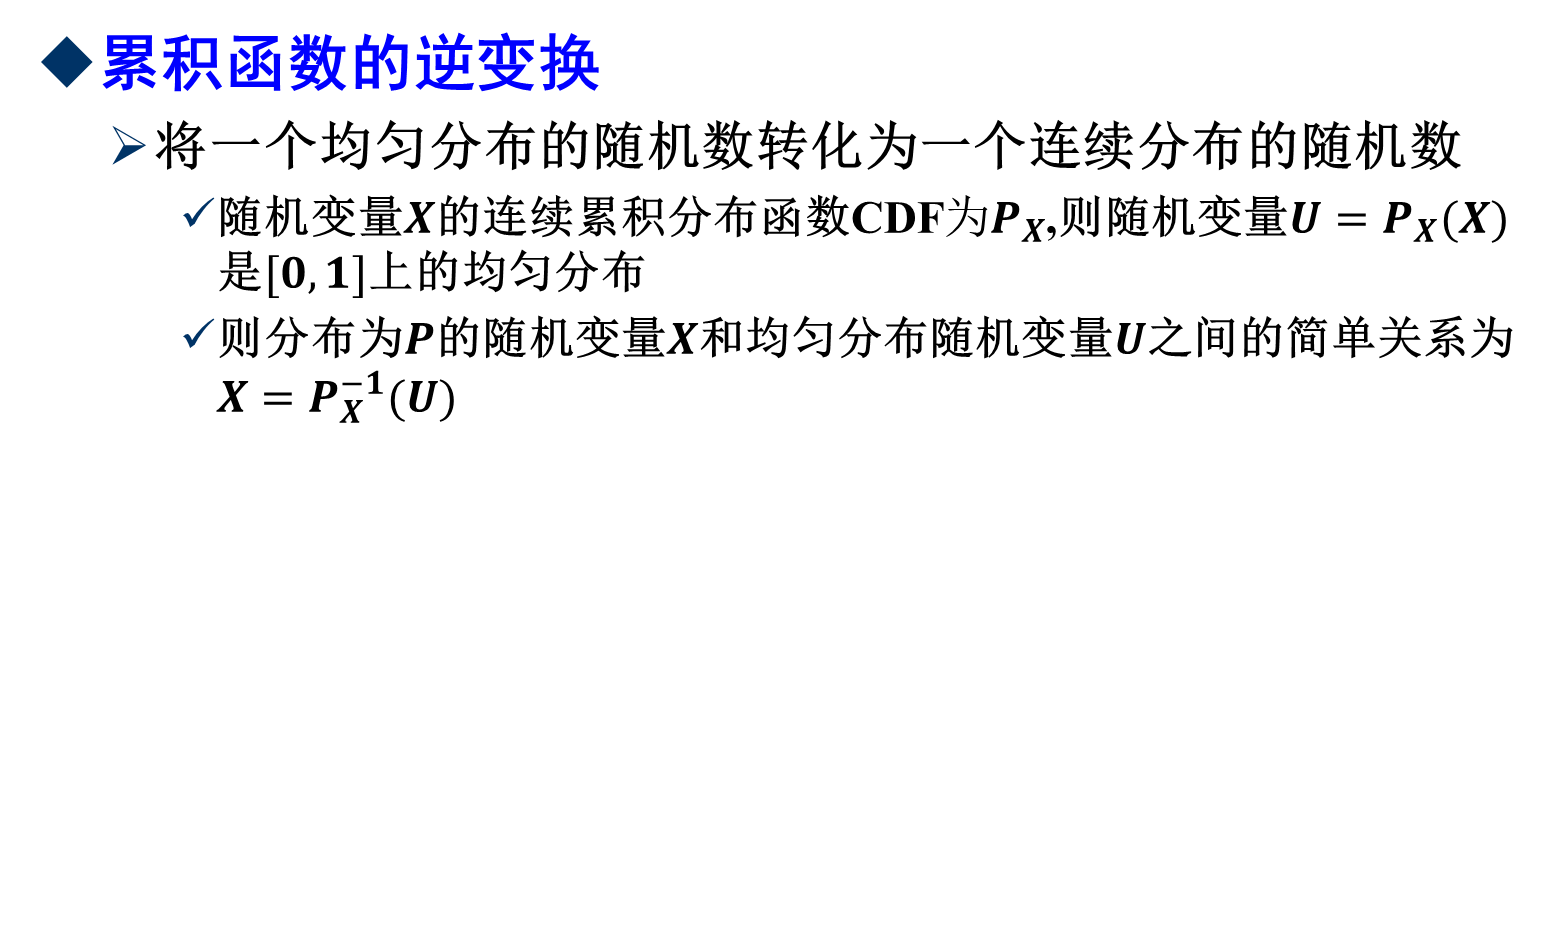 累积函数的逆变换
将一个均匀分布的随机数转化为一个连续分布的随机数
随机变量X的连续累积分布函数CDF为P_X,则随机变量U = P_X(X)
是[0, 1]上的均匀分布
则分布为P的随机变量X和均匀分布随机变量U之间的简单关系为
X = P_X^{-1}(U)